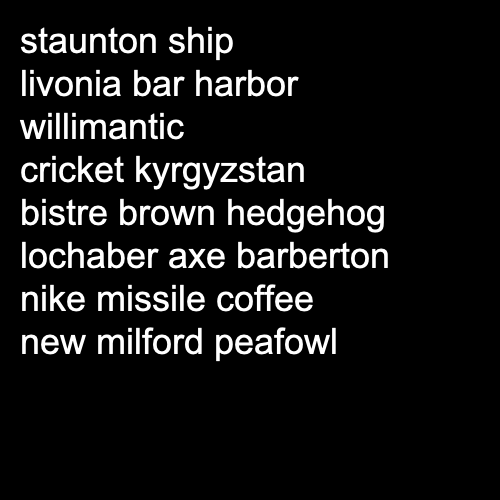 staunton ship
livonia bar harbor
willimantic
cricket kyrgyzstan
bistre brown hedgehog
lochaber axe barberton
nike missile coffee
new milford peafowl